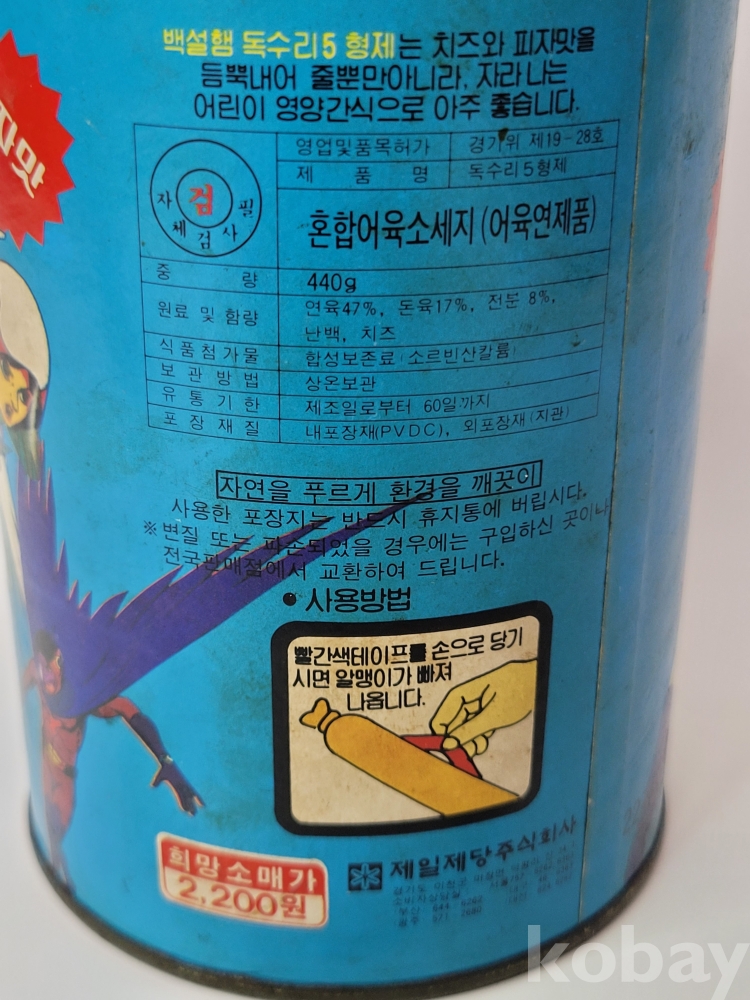 자맛
백설햄 독수리5 형제는 치즈와 피자맛을
듬뿍내어 줄뿐만아니라, 자라나는
어린이 영양간식으로 아주 좋습니다.
자 체 검 사 필
검
영업및품목허가 경기위 제19-28호
제 품 명 독수리5형제
혼합어육소세지(어육연제품)
중 량 440g
원료 및 함량 연육47%, 돈육17%, 전분 8%,
난백, 치즈
식품첨가물 합성보존료(소르빈산칼륨)
보관방법 상온보관
유통기한 제조일로부터 60일까지
포장재질 내포장재(PVDC), 외포장재(지관)
자연을 푸르게 환경을 깨끗이
사용한 포장지는 반드시 휴지통에 버립시다.
※변질 또는 파손되었을 경우에는 구입하신 곳이나
전국판매점에서 교환하여 드립니다.
● 사용방법
빨간색테이프를 손으로 당기
시면 알맹이가 빠져
나옵니다.
희망소매가
2,200원
제일제당주식회사
kobay